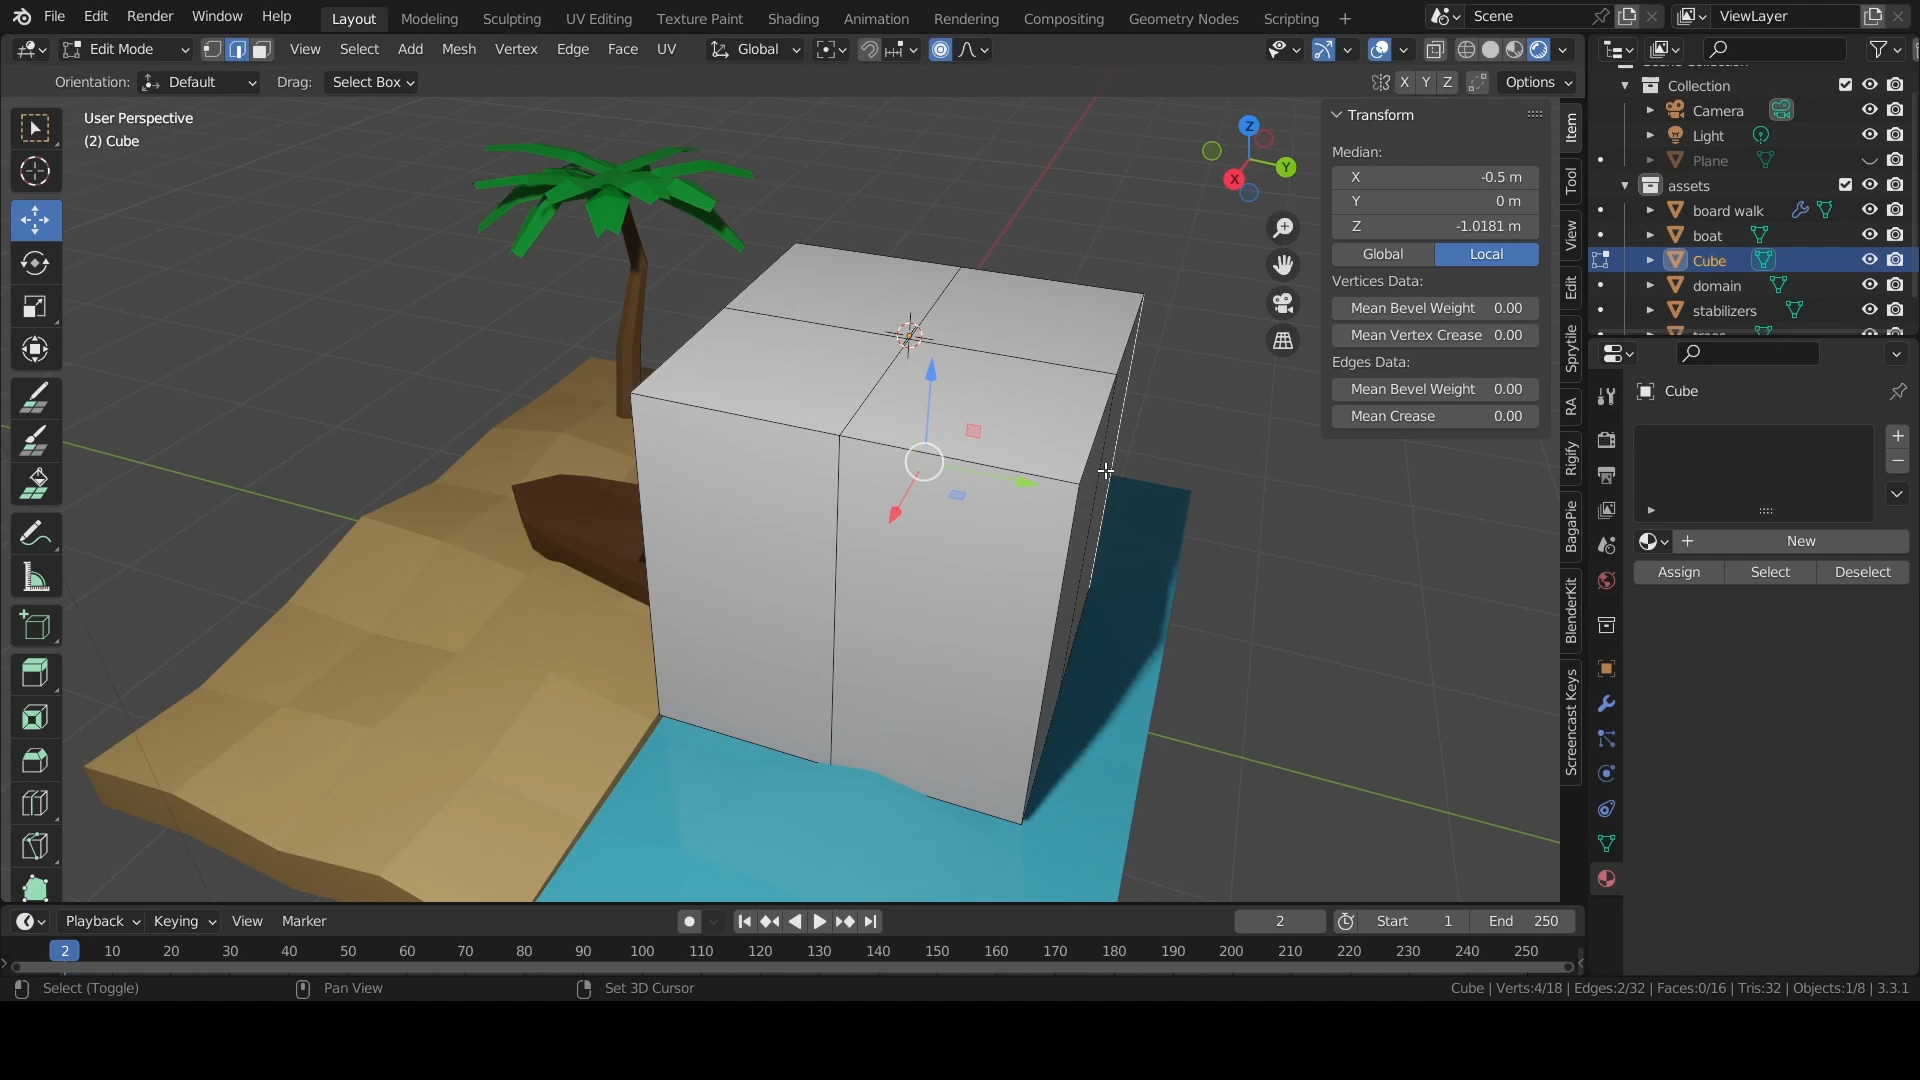 File Edit Render Window Help Layout Modeling Sculpting UV Editing Texture Paint Shading Animation Rendering Compositing Geometry Nodes Scripting + Scene ViewLayer
Edit Mode View Select Add Mesh Vertex Edge Face UV Global
Orientation: Default Drag: Select Box X Y Z Options
User Perspective
(2) Cube
Z
Y
X
Transform
Median:
X -0.5 m
Y 0 m
Z -1.0181 m
Global Local
Vertices Data:
Mean Bevel Weight 0.00
Mean Vertex Crease 0.00
Edges Data:
Mean Bevel Weight 0.00
Mean Crease 0.00
Item
Tool
View
Edit
Sprytile
RA
Rigify
BagaPie
BlenderKit
Screencast Keys
Collection
Camera
Light
Plane
assets
board walk
boat
Cube
domain
stabilizers
Cube
New
Assign Select Deselect
Playback Keying View Marker 2 Start 1 End 250
2 10 20 30 40 50 60 70 80 90 100 110 120 130 140 150 160 170 180 190 200 210 220 230 240 250
Select (Toggle) Pan View Set 3D Cursor Cube | Verts:4/18 | Edges:2/32 | Faces:0/16 | Tris:32 | Objects:1/8 | 3.3.1